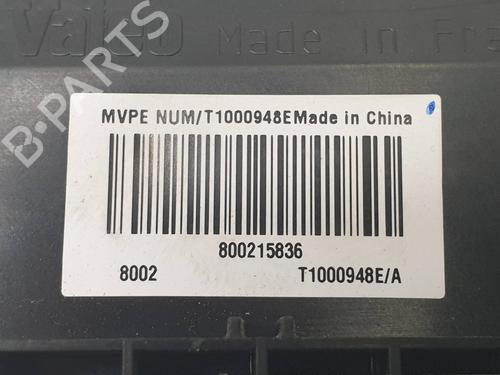 Valeo Made in Fra
MVPE NUM/T1000948EMade in China
800215836
8002 T1000948E/A
B-Parts